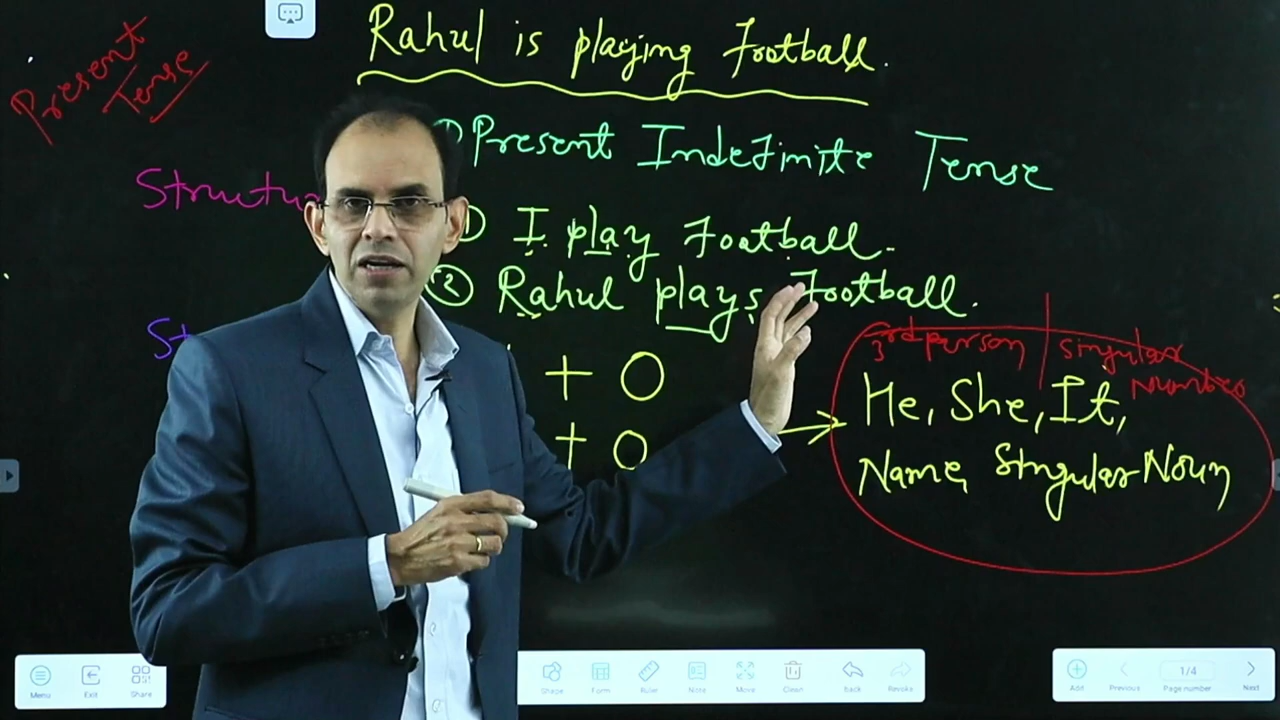 Present
Tense
Rahul is playing Football.
① Present Indefinite Tense
① I play Football.
② Rahul plays Football.
+ O
+ O
3rd person | singular
Number
He, She, It,
Name, Singular Noun
Menu Exit Share Shape Form Ruler Note Move Clean back Revoke Add Previous 1/4 Page number Next